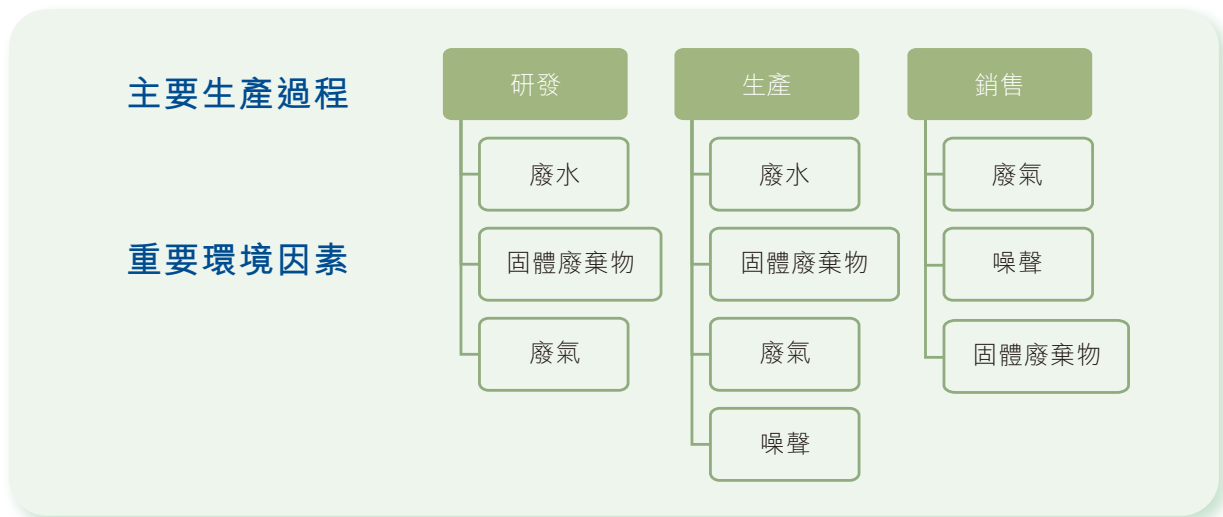 主要生產過程
研發
生產
銷售
重要環境因素
廢水
固體廢棄物
廢氣
廢水
固體廢棄物
廢氣
噪聲
廢氣
噪聲
固體廢棄物